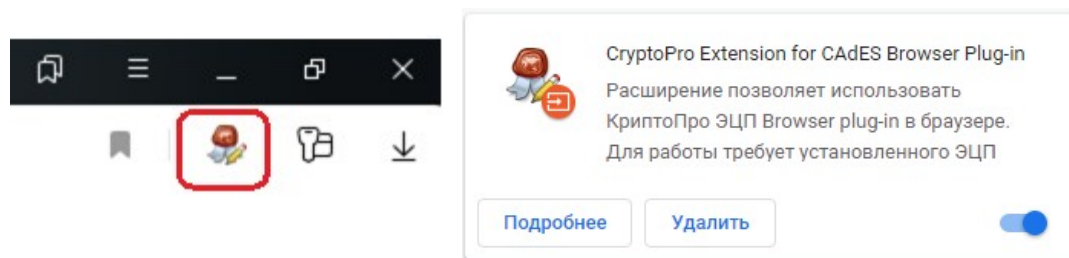 CryptoPro Extension for CAdES Browser Plug-in
Расширение позволяет использовать
КриптоПро ЭЦП Browser plug-in в браузере.
Для работы требует установленного ЭЦП
Подробнее Удалить